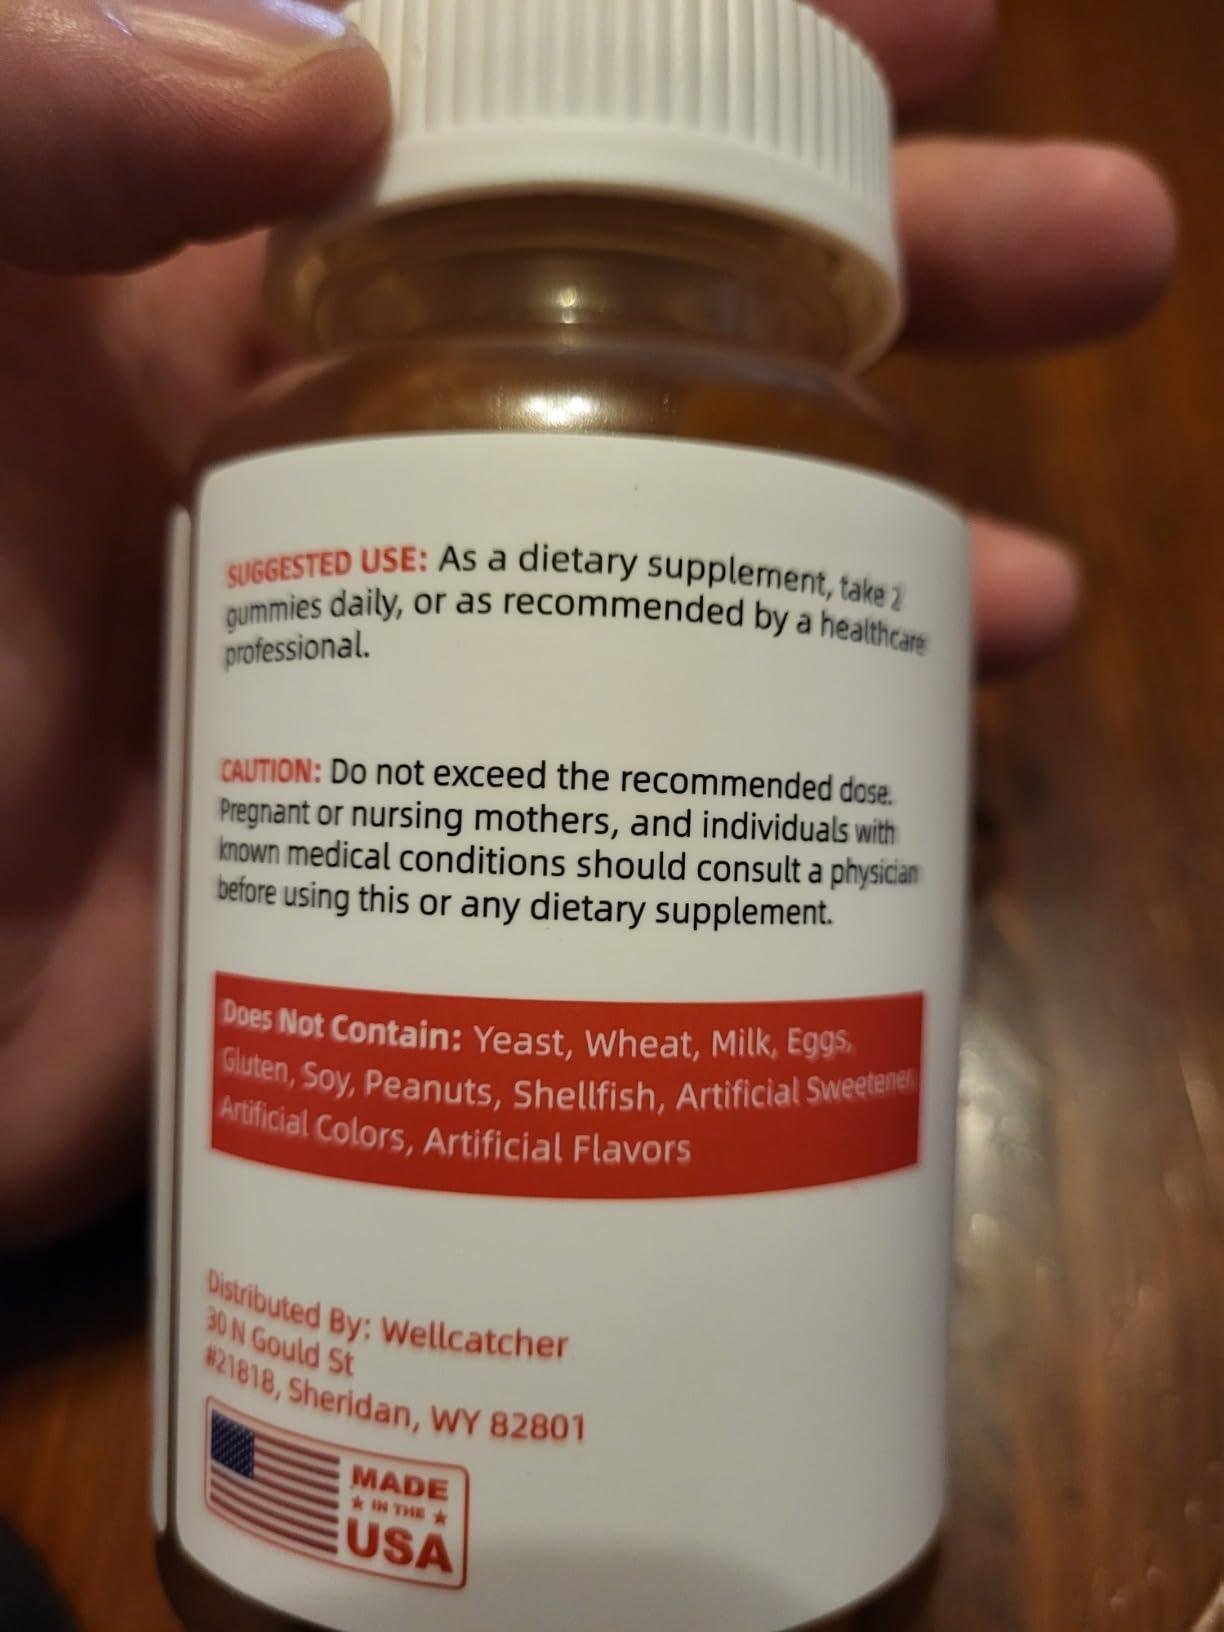 SUGGESTED USE: As a dietary supplement, take 2
gummies daily, or as recommended by a healthcare
professional.
CAUTION: Do not exceed the recommended dose.
Pregnant or nursing mothers, and individuals with
known medical conditions should consult a physician
before using this or any dietary supplement.
Does Not Contain: Yeast, Wheat, Milk, Eggs,
Gluten, Soy, Peanuts, Shellfish, Artificial Sweetener,
Artificial Colors, Artificial Flavors
Distributed By: Wellcatcher
30 N Gould St
#21818, Sheridan, WY 82801
MADE
IN THE
USA